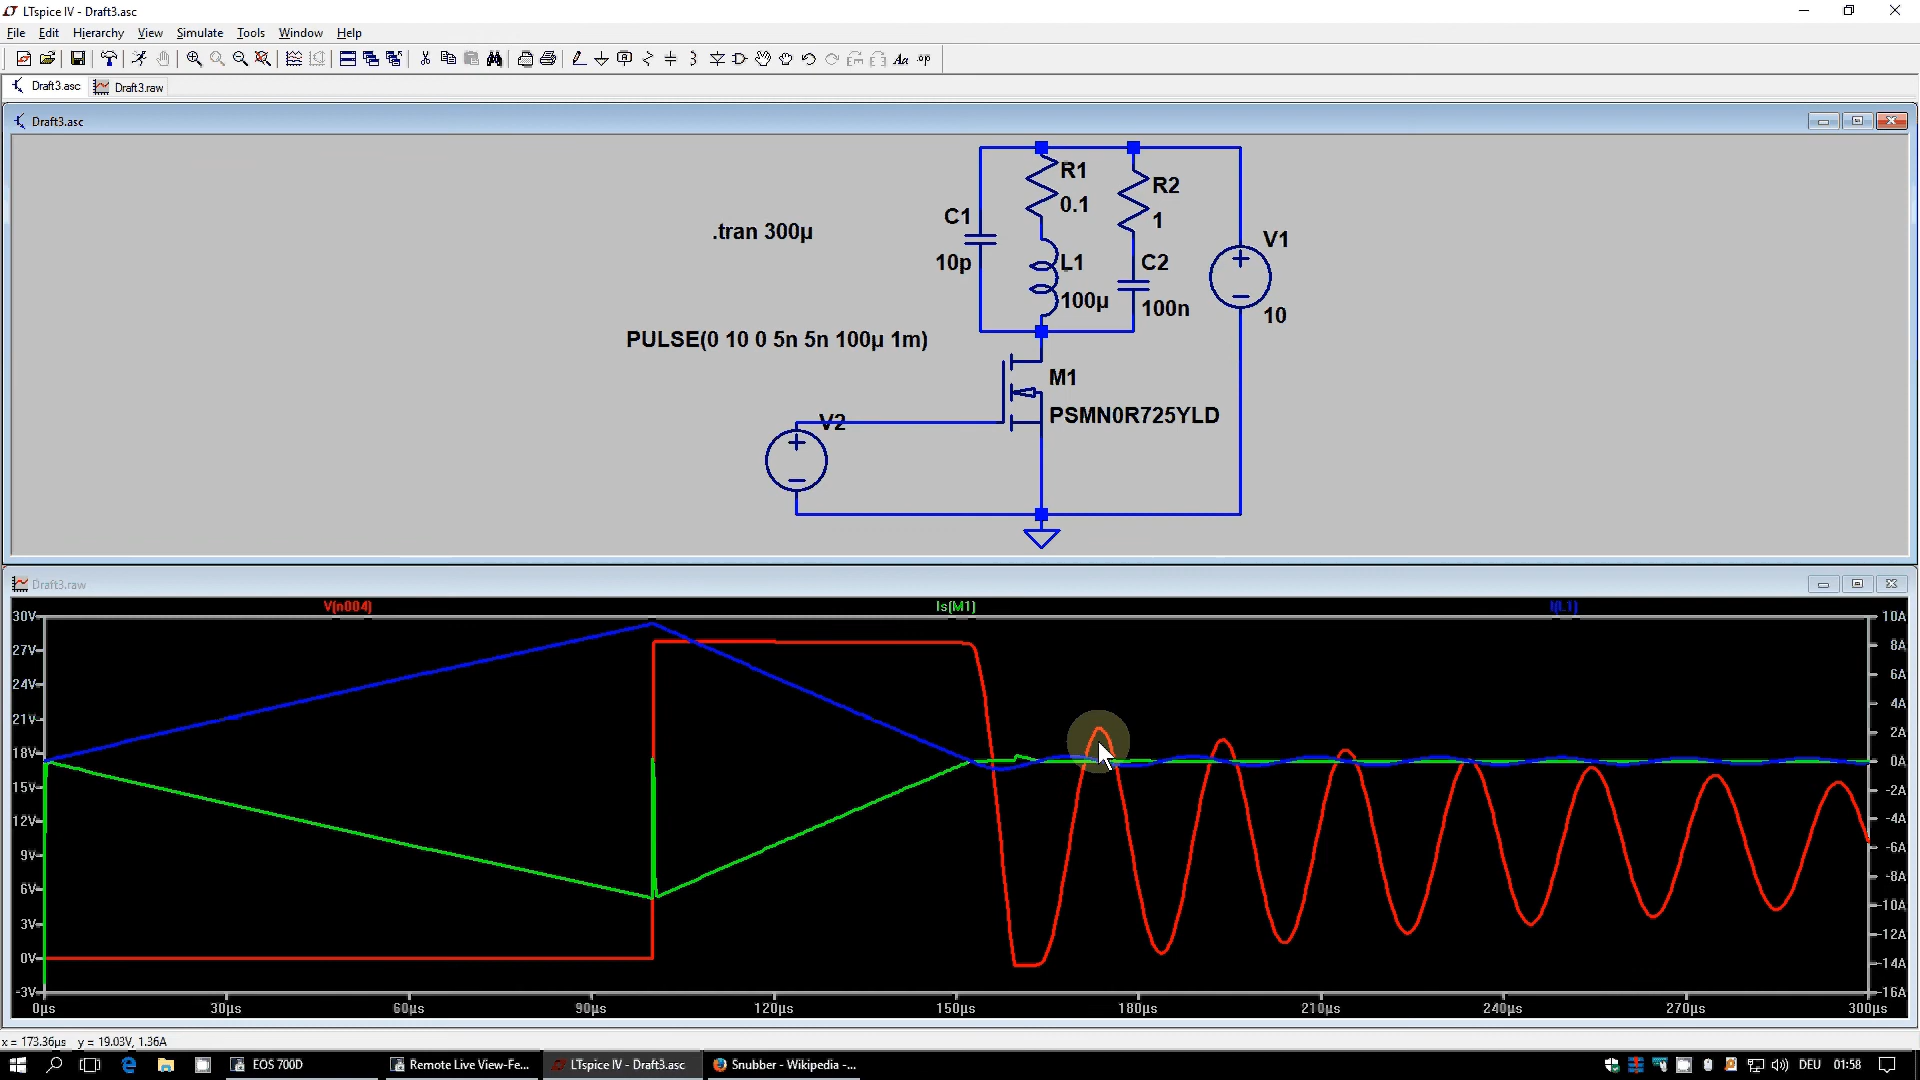 LTspice IV - Draft3.asc
File Edit Hierarchy View Simulate Tools Window Help
Draft3.asc Draft3.raw
Draft3.asc
R1
0.1
R2
1
C1
10p
L1
100µ
C2
100n
V1
10
.tran 300µ
PULSE(0 10 0 5n 5n 100µ 1m)
M1
PSMN0R725YLD
V2
Draft3.raw
V(n004) Is(M1) I(L1)
30V 10A
27V 8A
24V 6A
21V 4A
18V 2A
0A
15V -2A
12V -4A
9V -6A
-8A
6V
3V -10A
-12A
0V
-14A
-3V -16A
0µs 30µs 60µs 90µs 120µs 150µs 180µs 210µs 240µs 270µs 300µs
x = 173.36µs y = 19.03V, 1.36A
EOS 700D Remote Live View-Fe... LTspice IV - Draft3.asc Snubber - Wikipedia -... DEU 01:58